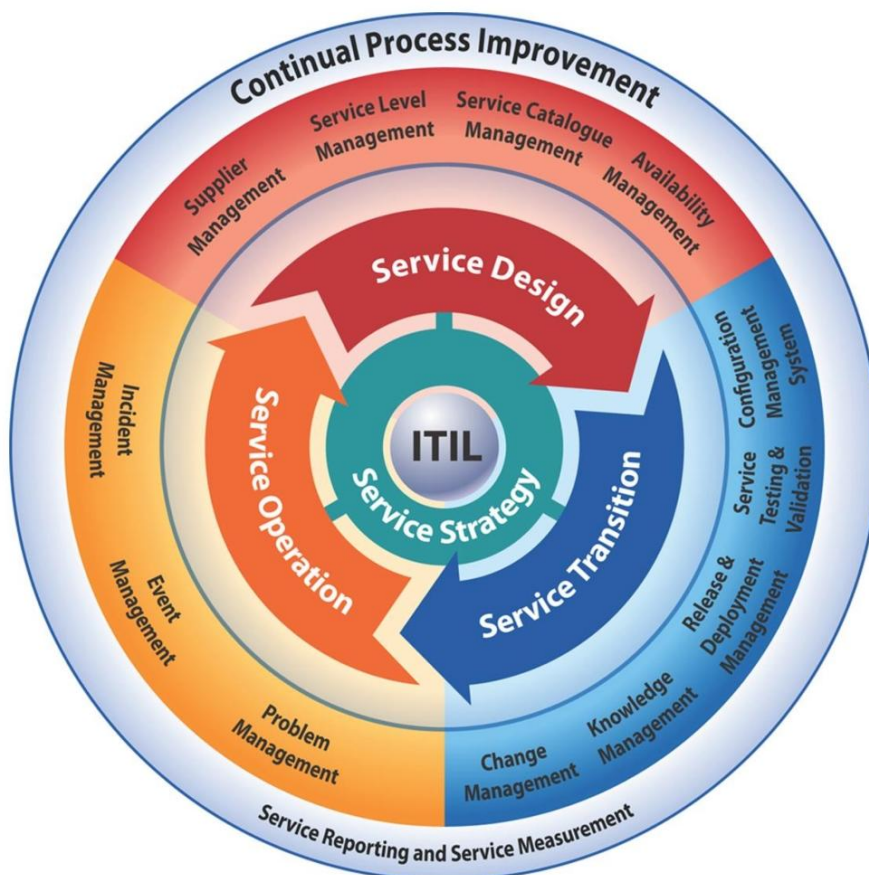 Continual Process Improvement
Supplier
Management
Service Level
Management
Service Catalogue
Management
Availability
Management
Configuration
Management
System
Service
Testing &
Validation
Release &
Deployment
Management
Knowledge
Management
Change
Management
Problem
Management
Event
Management
Incident
Management
Service Design
Service Transition
Service Operation
Service Strategy
ITIL
Service Reporting and Service Measurement